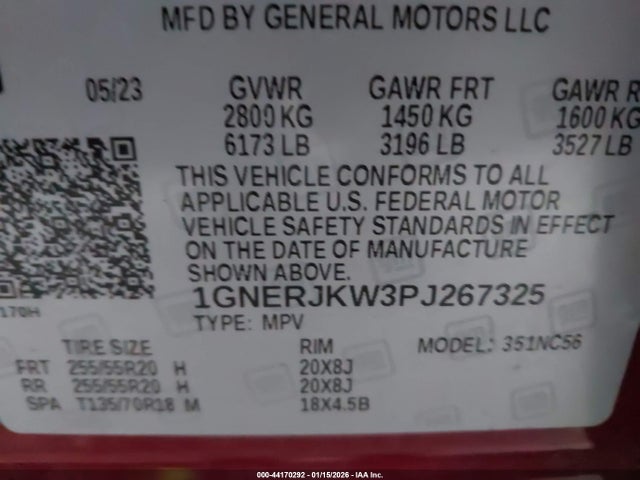 MFD BY GENERAL MOTORS LLC
05/23 GVWR GAWR FRT GAWR R
2800 KG 1450 KG 1600 KG
6173 LB 3196 LB 3527 LB
THIS VEHICLE CONFORMS TO ALL
APPLICABLE U.S. FEDERAL MOTOR
VEHICLE SAFETY STANDARDS IN EFFECT
ON THE DATE OF MANUFACTURE
SHOWN ABOVE.
1GNERJKW3PJ267325
170H
TYPE: MPV
TIRE SIZE RIM MODEL: 351NC56
FRT 255/55R20 H 20X8J
RR 255/55R20 H 20X8J
SPA T135/70R18 M 18X4.5B
000-44170292 - 01/15/2026 - IAA Inc.